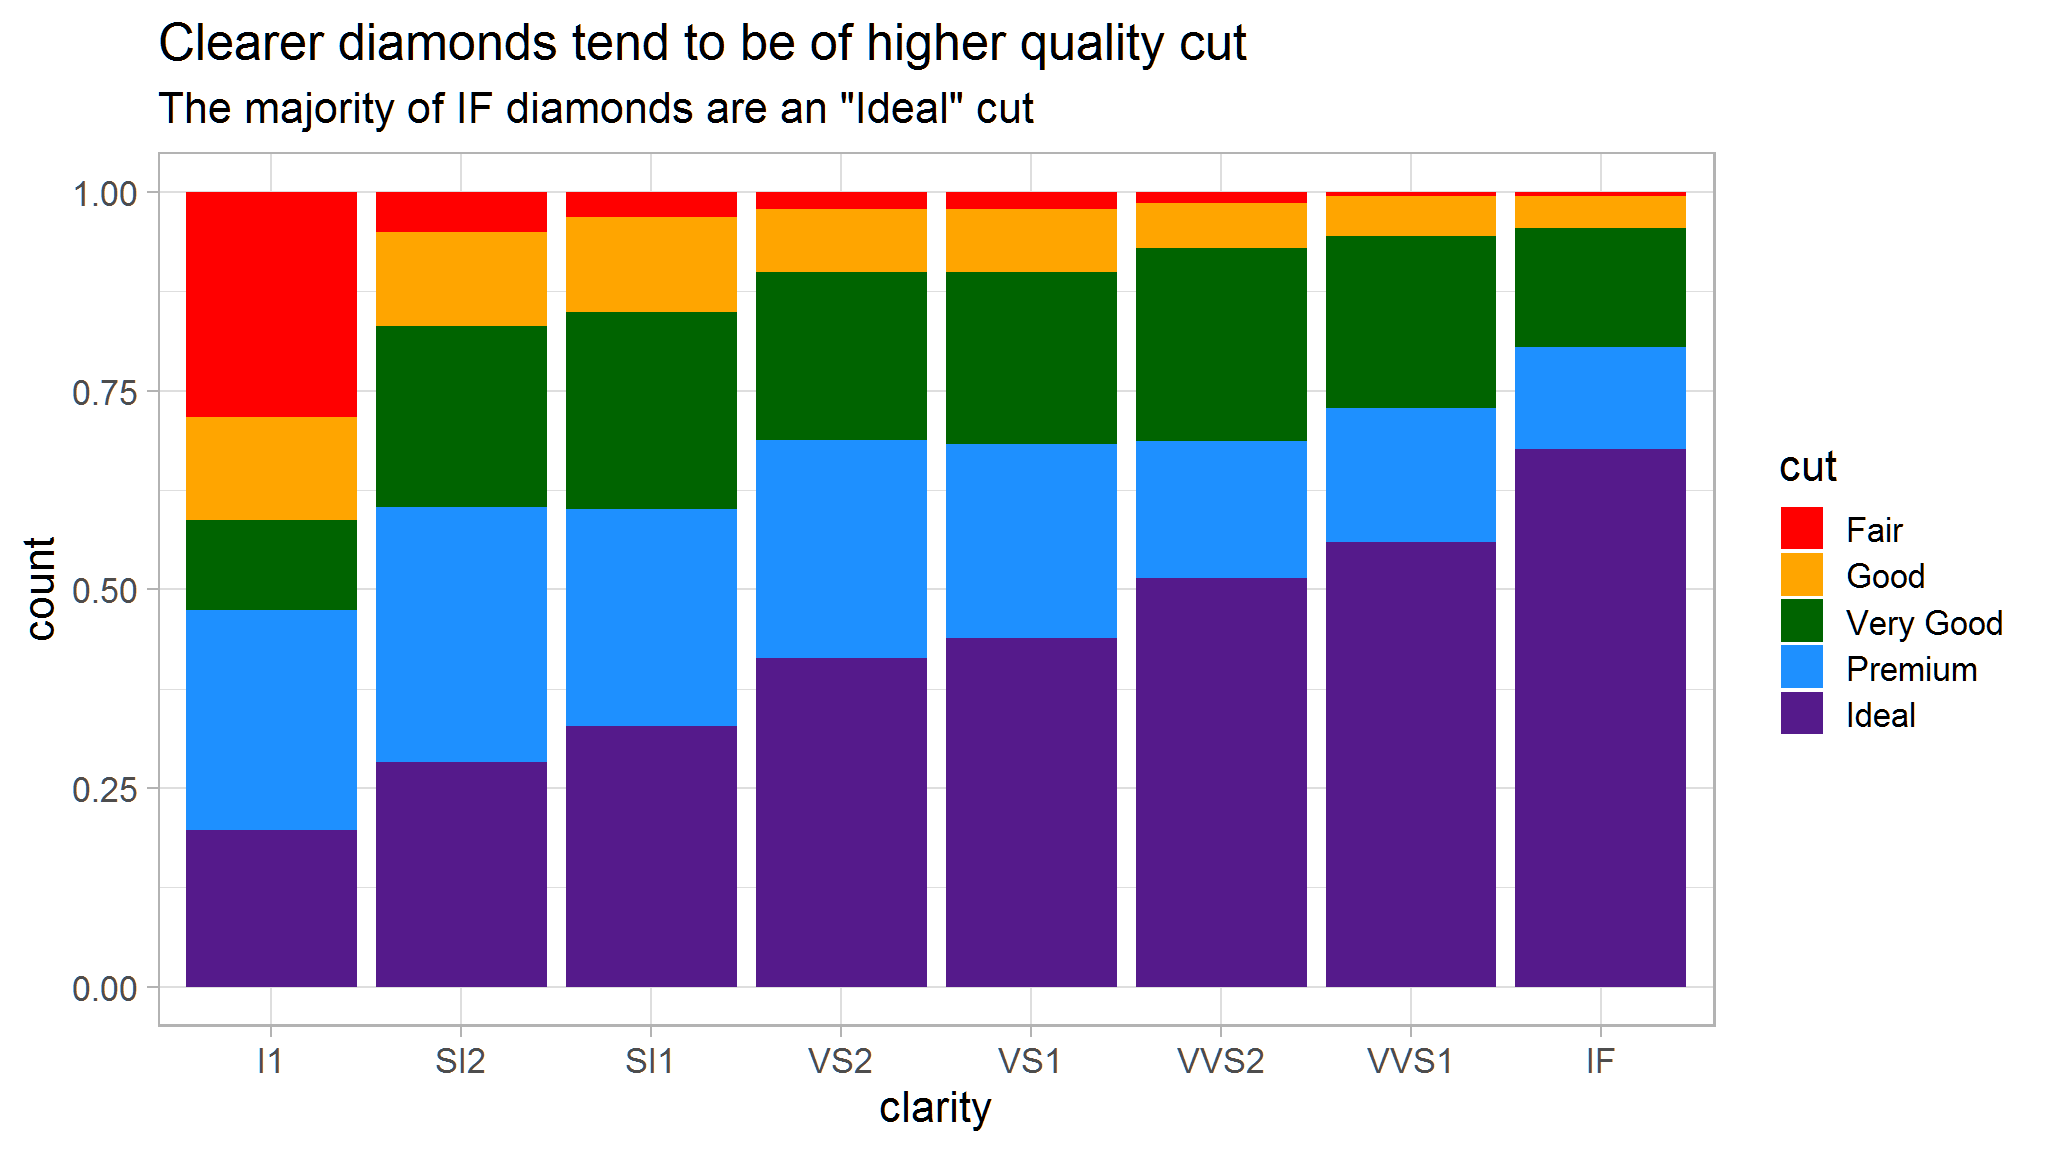 Clearer diamonds tend to be of higher quality cut
The majority of IF diamonds are an "Ideal" cut
count
1.00
0.75
0.50
0.25
0.00
I1 SI2 SI1 VS2 VS1 VVS2 VVS1 IF
clarity
cut
Fair
Good
Very Good
Premium
Ideal